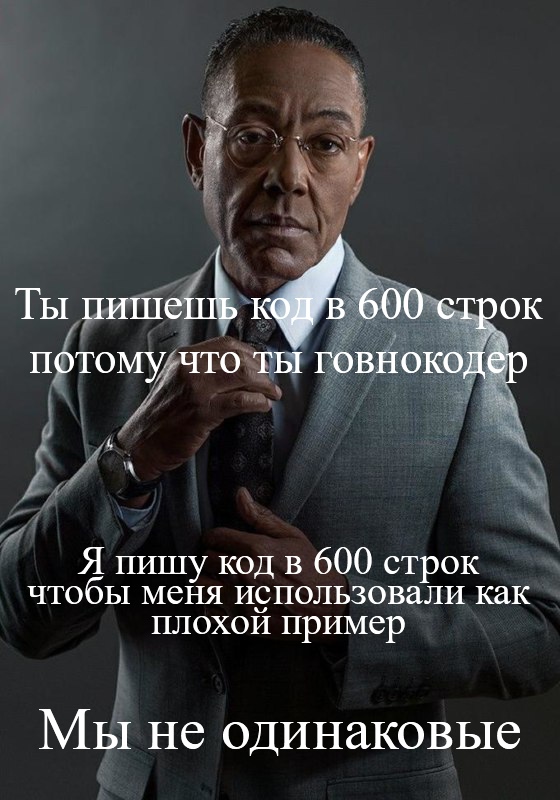 Ты пишешь код в 600 строк
потому что ты говнокодер
Я пишу код в 600 строк
чтобы меня использовали как
плохой пример
Мы не одинаковые